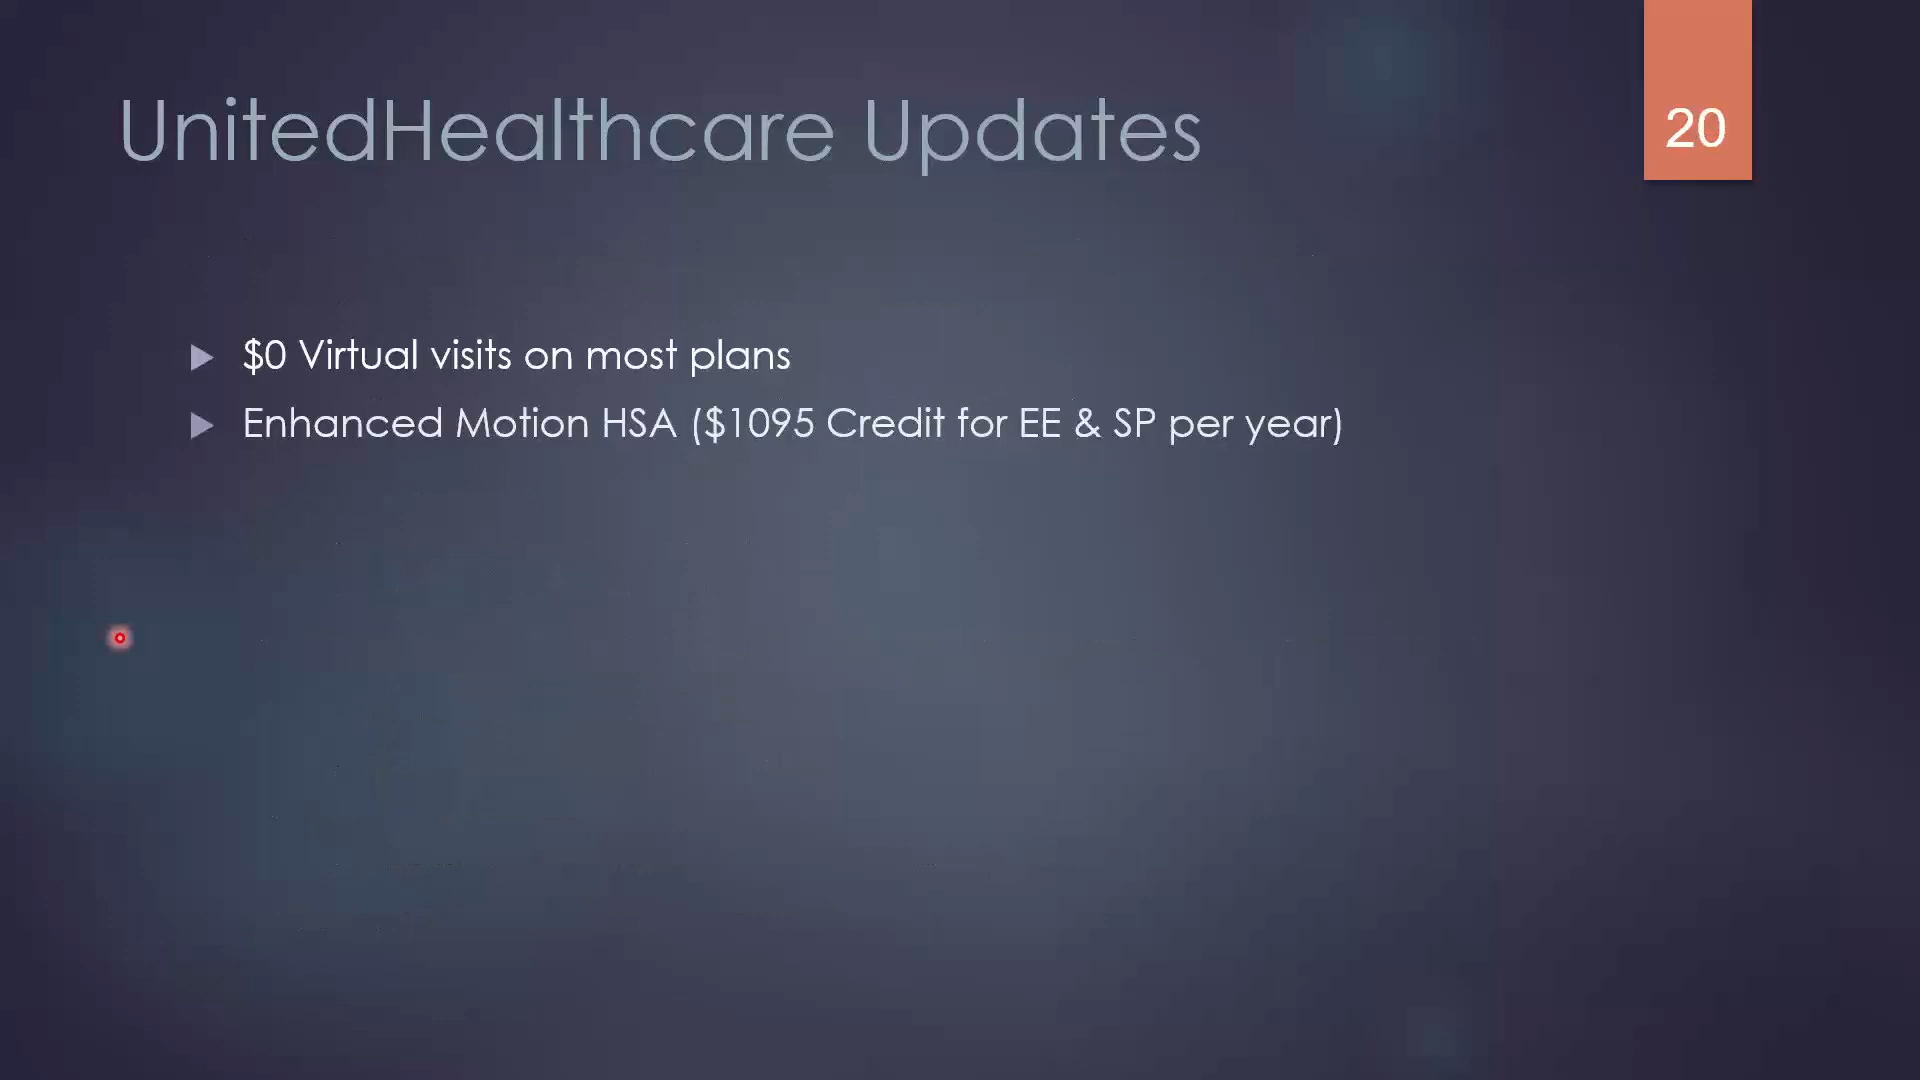 UnitedHealthcare Updates
20
$0 Virtual visits on most plans
Enhanced Motion HSA ($1095 Credit for EE & SP per year)